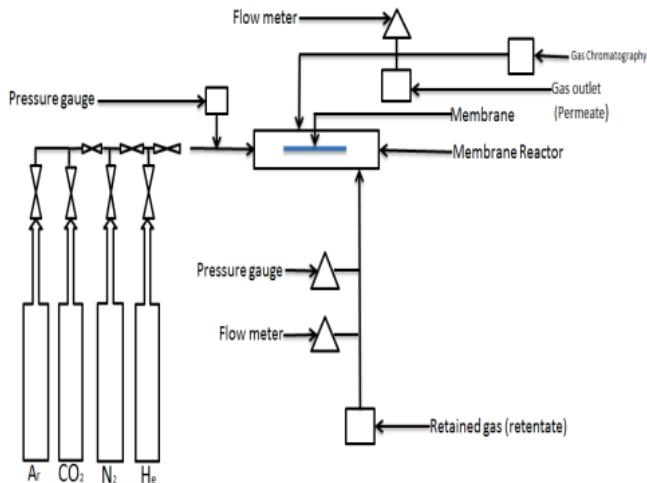 Flow meter
Gas Chromatography
Gas outlet
(Permeate)
Pressure gauge
Membrane
Membrane Reactor
Pressure gauge
Flow meter
Retained gas (retentate)
Ar CO₂ N₂ He